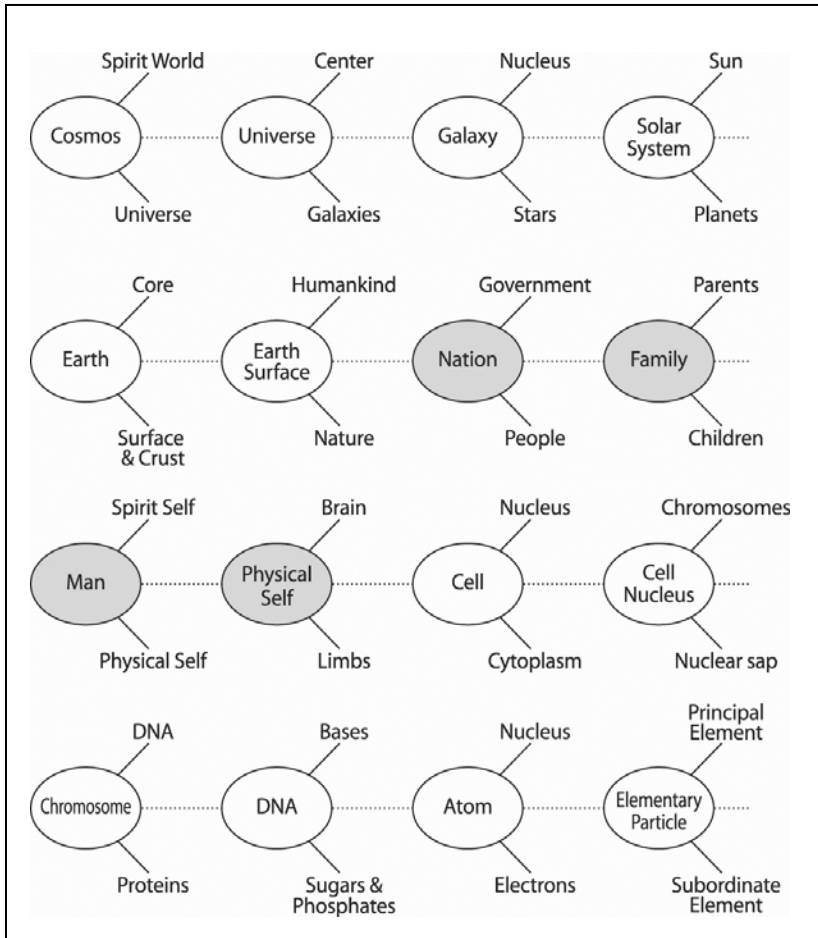 Spirit World Center Nucleus Sun
Cosmos Universe Galaxy Solar
System
Universe Galaxies Stars Planets
Core Humankind Government Parents
Earth Earth
Surface Nation Family
Surface
& Crust Nature People Children
Spirit Self Brain Nucleus Chromosomes
Man Physical
Self Cell Cell
Nucleus
Physical Self Limbs Cytoplasm Nuclear sap
DNA Bases Nucleus Principal
Element
Chromosome DNA Atom Elementary
Particle
Proteins Sugars &
Phosphates Electrons Subordinate
Element